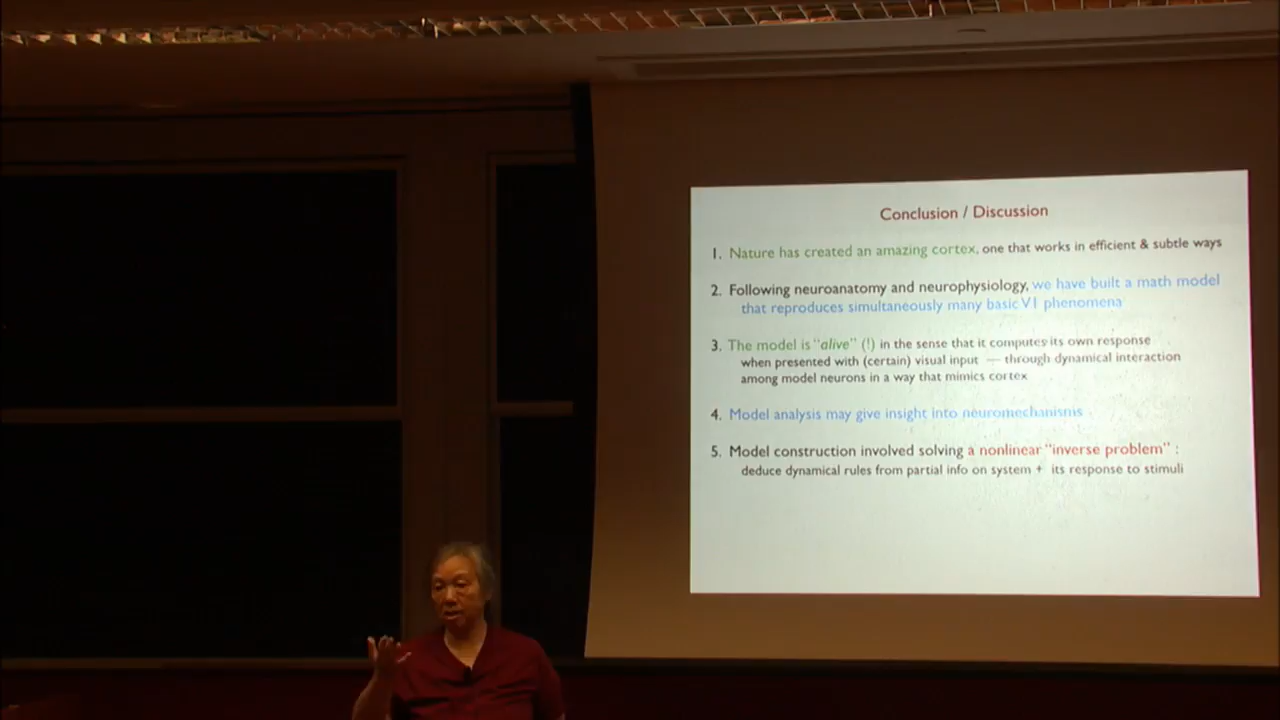 Conclusion / Discussion
1. Nature has created an amazing cortex, one that works in efficient & subtle ways
2. Following neuroanatomy and neurophysiology, we have built a math model
that reproduces simultaneously many basic V1 phenomena
3. The model is "alive" (!) in the sense that it computes its own response
when presented with (certain) visual input — through dynamical interaction
among model neurons in a way that mimics cortex
4. Model analysis may give insight into neuromechanisms
5. Model construction involved solving a nonlinear "inverse problem" :
deduce dynamical rules from partial info on system + its response to stimuli